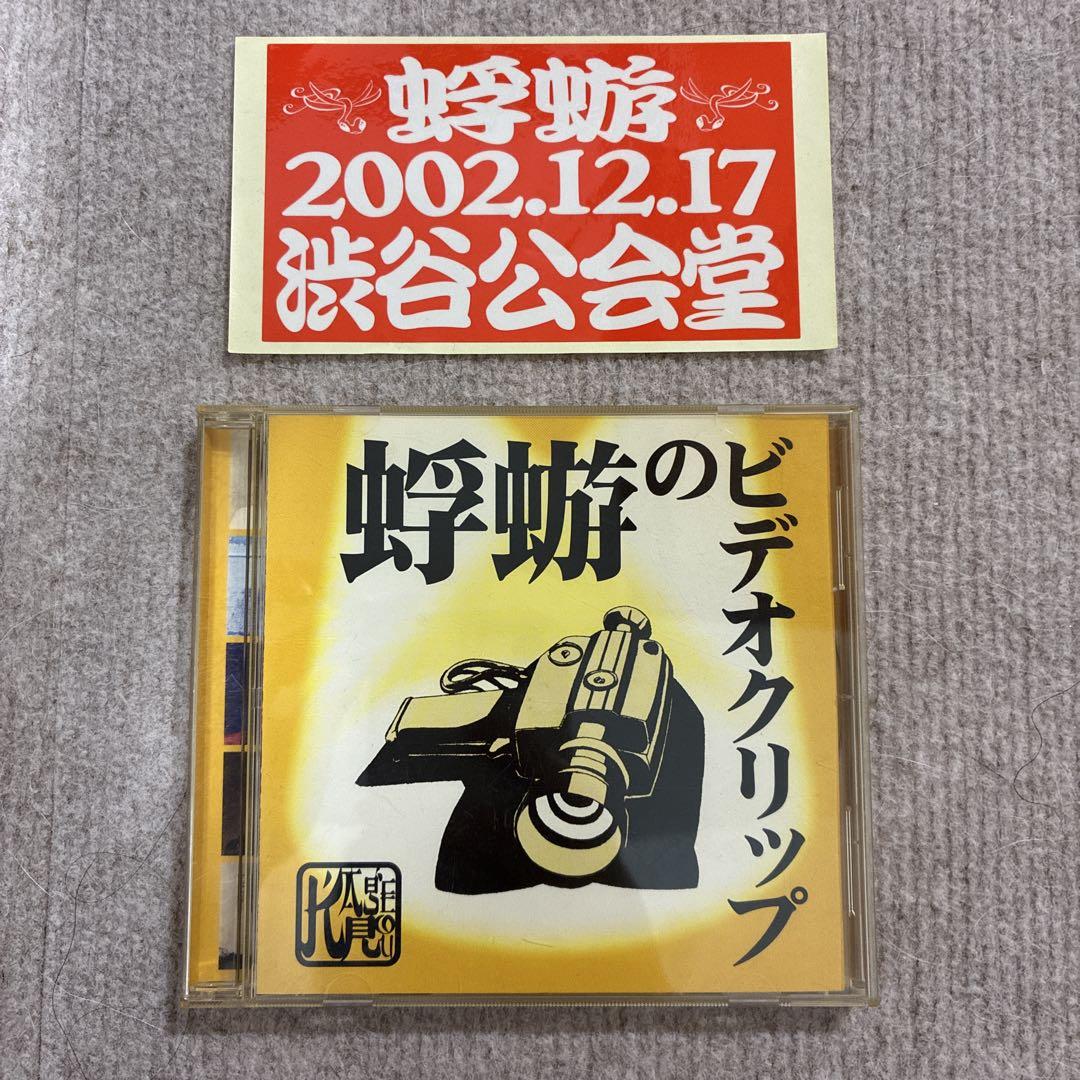 蜉蝣
2002.12.17
渋谷公会堂
蜉蝣の
ビデオクリップ